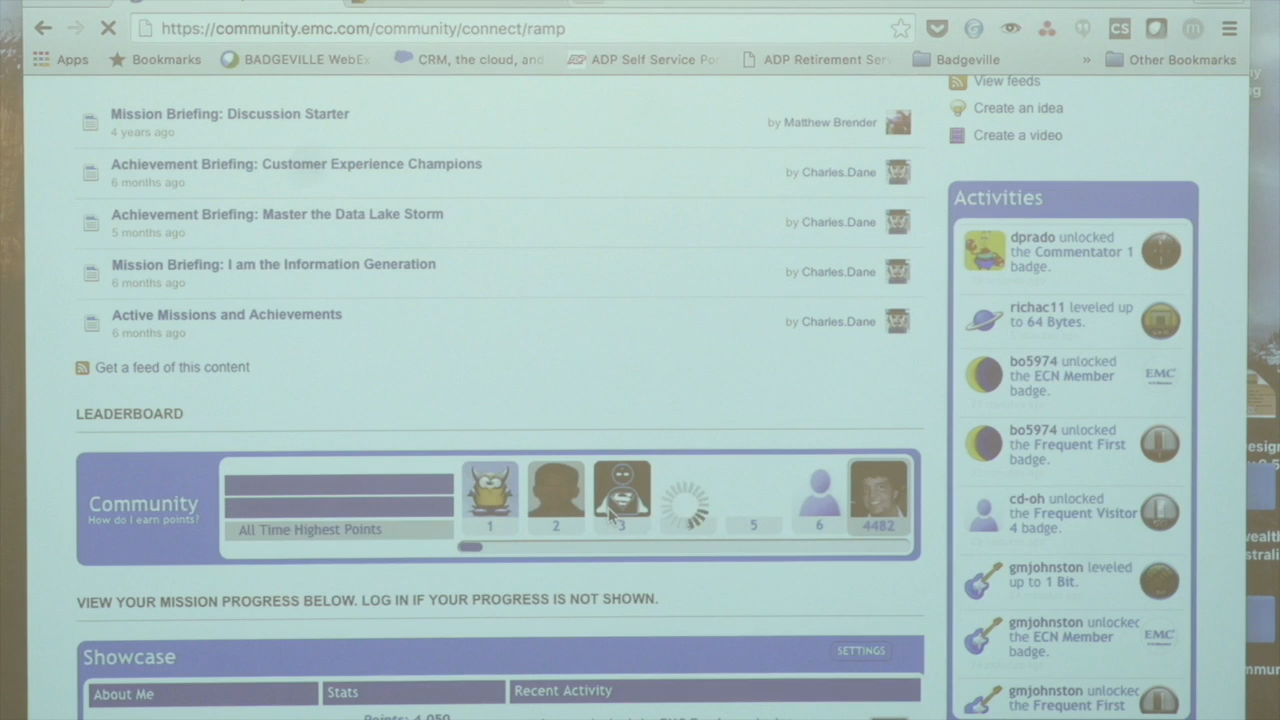 https://community.emc.com/community/connect/ramp
CS
m
Apps
Bookmarks
BADGEVILLE WebEx
CRM, the cloud, and
ADP Self Service Po
ADP Retirement Serv
Badgeville
»
Other Bookmarks
View feeds
Create an idea
Create a video
Mission Briefing: Discussion Starter
4 years ago
by Matthew Brender
Achievement Briefing: Customer Experience Champions
6 months ago
by Charles.Dane
Achievement Briefing: Master the Data Lake Storm
5 months ago
by Charles.Dane
Mission Briefing: I am the Information Generation
6 months ago
by Charles.Dane
Active Missions and Achievements
6 months ago
by Charles.Dane
Get a feed of this content
LEADERBOARD
Community
How do I earn points?
All Time Highest Points
1
2
3
5
6
4482
VIEW YOUR MISSION PROGRESS BELOW. LOG IN IF YOUR PROGRESS IS NOT SHOWN.
Showcase
SETTINGS
About Me
Stats
Recent Activity
Points: 4,050
Activities
dprado unlocked
the Commentator 1
badge.
richac11 leveled up
to 64 Bytes.
bo5974 unlocked
the ECN Member
badge.
EMC
bo5974 unlocked
the Frequent First
badge.
cd-oh unlocked
the Frequent Visitor
4 badge.
gmjohnston leveled
up to 1 Bit.
gmjohnston unlocked
the ECN Member
badge.
EMC
gmjohnston unlocked
the Frequent First